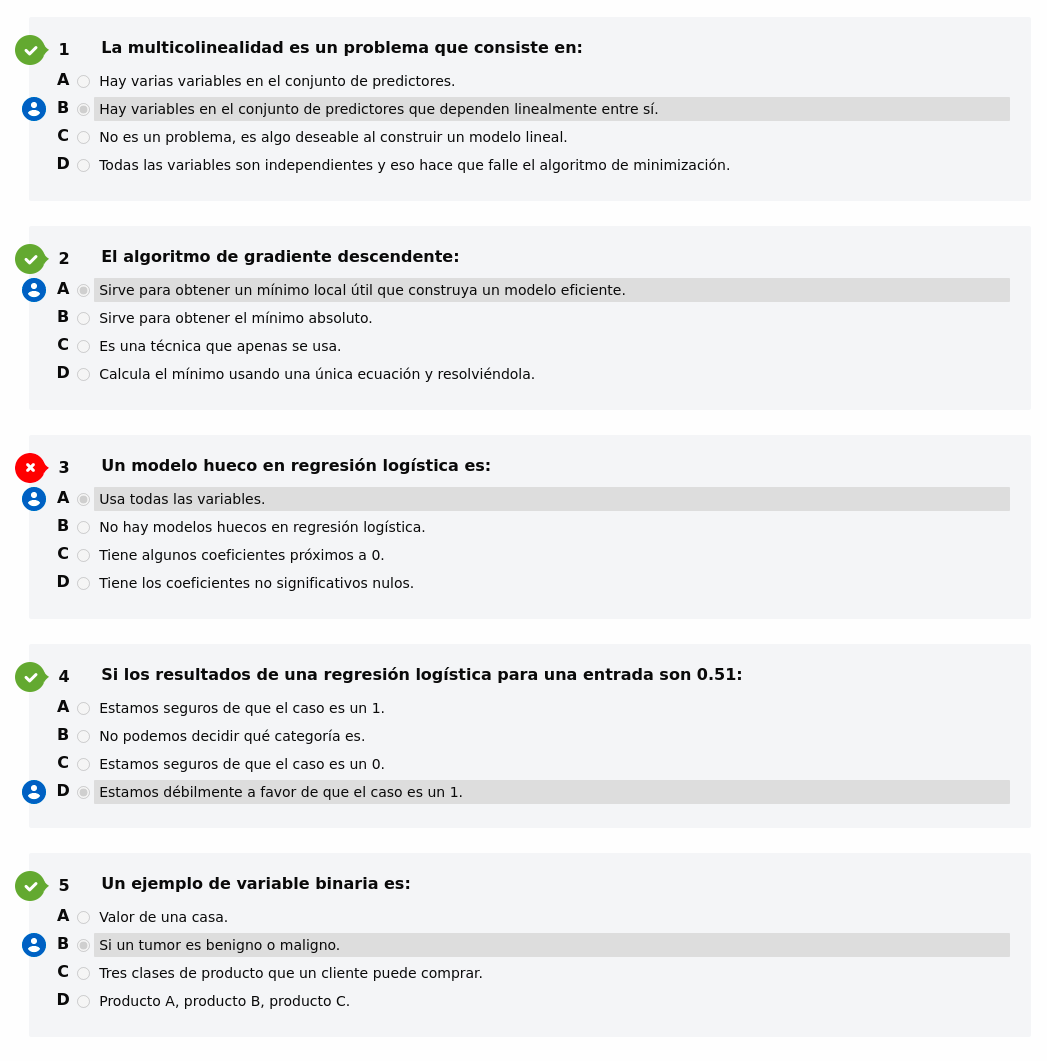 1 La multicolinealidad es un problema que consiste en:
A Hay varias variables en el conjunto de predictores.
B Hay variables en el conjunto de predictores que dependen linealmente entre sí.
C No es un problema, es algo deseable al construir un modelo lineal.
D Todas las variables son independientes y eso hace que falle el algoritmo de minimización.
2 El algoritmo de gradiente descendente:
A Sirve para obtener un mínimo local útil que construya un modelo eficiente.
B Sirve para obtener el mínimo absoluto.
C Es una técnica que apenas se usa.
D Calcula el mínimo usando una única ecuación y resolviéndola.
3 Un modelo hueco en regresión logística es:
A Usa todas las variables.
B No hay modelos huecos en regresión logística.
C Tiene algunos coeficientes próximos a 0.
D Tiene los coeficientes no significativos nulos.
4 Si los resultados de una regresión logística para una entrada son 0.51:
A Estamos seguros de que el caso es un 1.
B No podemos decidir qué categoría es.
C Estamos seguros de que el caso es un 0.
D Estamos débilmente a favor de que el caso es un 1.
5 Un ejemplo de variable binaria es:
A Valor de una casa.
B Si un tumor es benigno o maligno.
C Tres clases de producto que un cliente puede comprar.
D Producto A, producto B, producto C.